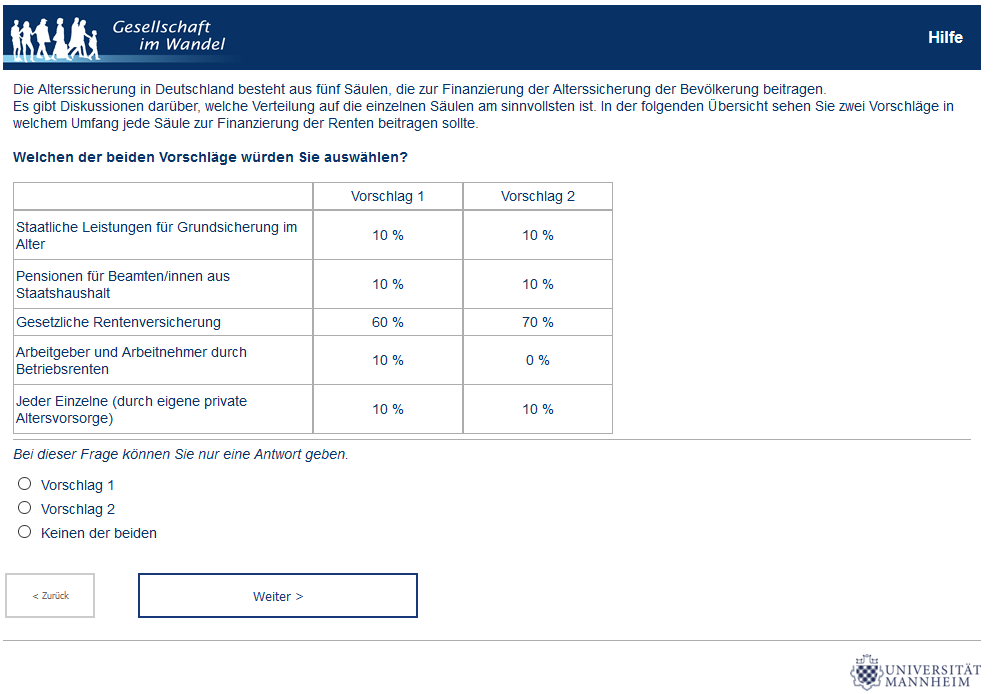 Gesellschaft
im Wandel
Hilfe
Die Alterssicherung in Deutschland besteht aus fünf Säulen, die zur Finanzierung der Alterssicherung der Bevölkerung beitragen.
Es gibt Diskussionen darüber, welche Verteilung auf die einzelnen Säulen am sinnvollsten ist. In der folgenden Übersicht sehen Sie zwei Vorschläge in
welchem Umfang jede Säule zur Finanzierung der Renten beitragen sollte.
Welchen der beiden Vorschläge würden Sie auswählen?
Vorschlag 1 Vorschlag 2
Staatliche Leistungen für Grundsicherung im
Alter
10 % 10 %
Pensionen für Beamten/innen aus
Staatshaushalt
10 % 10 %
Gesetzliche Rentenversicherung 60 % 70 %
Arbeitgeber und Arbeitnehmer durch
Betriebsrenten
10 % 0 %
Jeder Einzelne (durch eigene private
Altersvorsorge)
10 % 10 %
Bei dieser Frage können Sie nur eine Antwort geben.
Vorschlag 1
Vorschlag 2
Keinen der beiden
< Zurück
Weiter >
UNIVERSITÄT
MANNHEIM